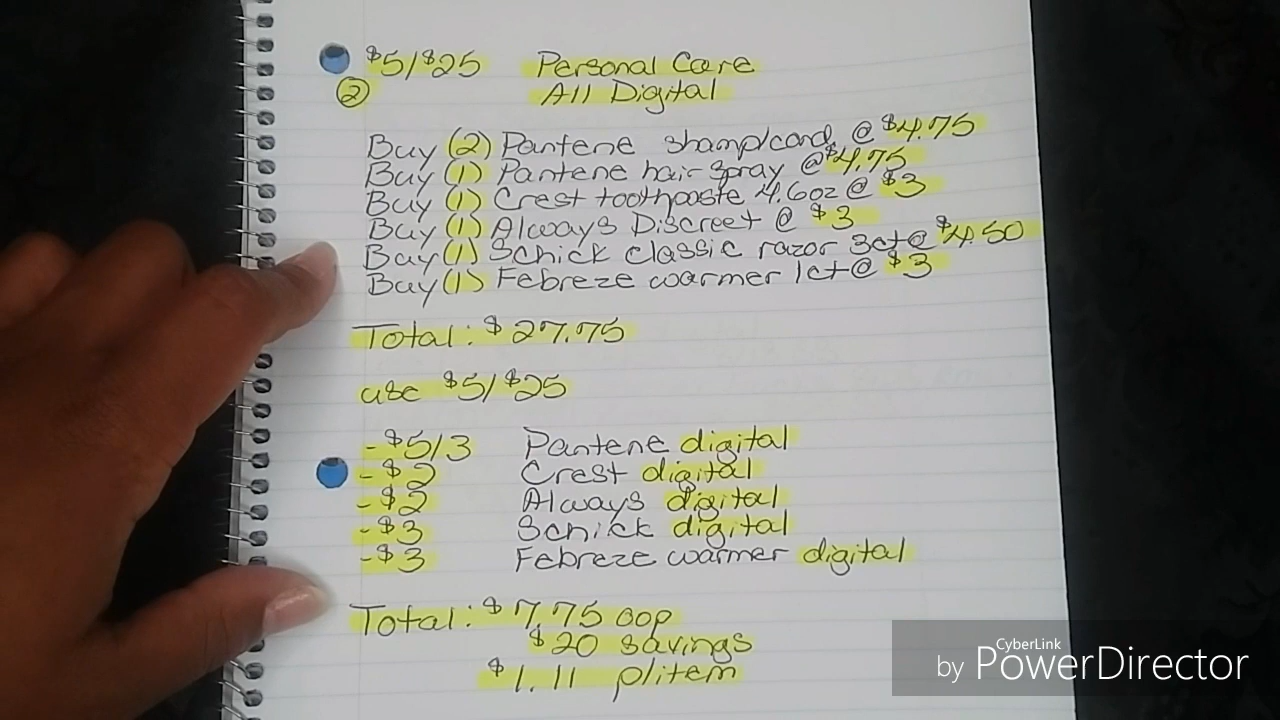 $5/$25 Personal Care
② All Digital
Buy (2) Pantene shamp/cond @ $4.75
Buy (1) Pantene hair spray @ $4.75
Buy (1) Crest toothpaste 4.6oz @ $3
Buy (1) Always Discreet @ $3
Buy (1) Schick classic razor 3ct @ $4.50
Buy (1) Febreze warmer 1ct @ $3
Total: $27.75
use $5/$25
-$5/3 Pantene digital
-$2 Crest digital
-$2 Always digital
-$3 Schick digital
-$3 Febreze warmer digital
Total: $7.75 oop
$20 savings
$1.11 p/item
by CyberLink PowerDirector